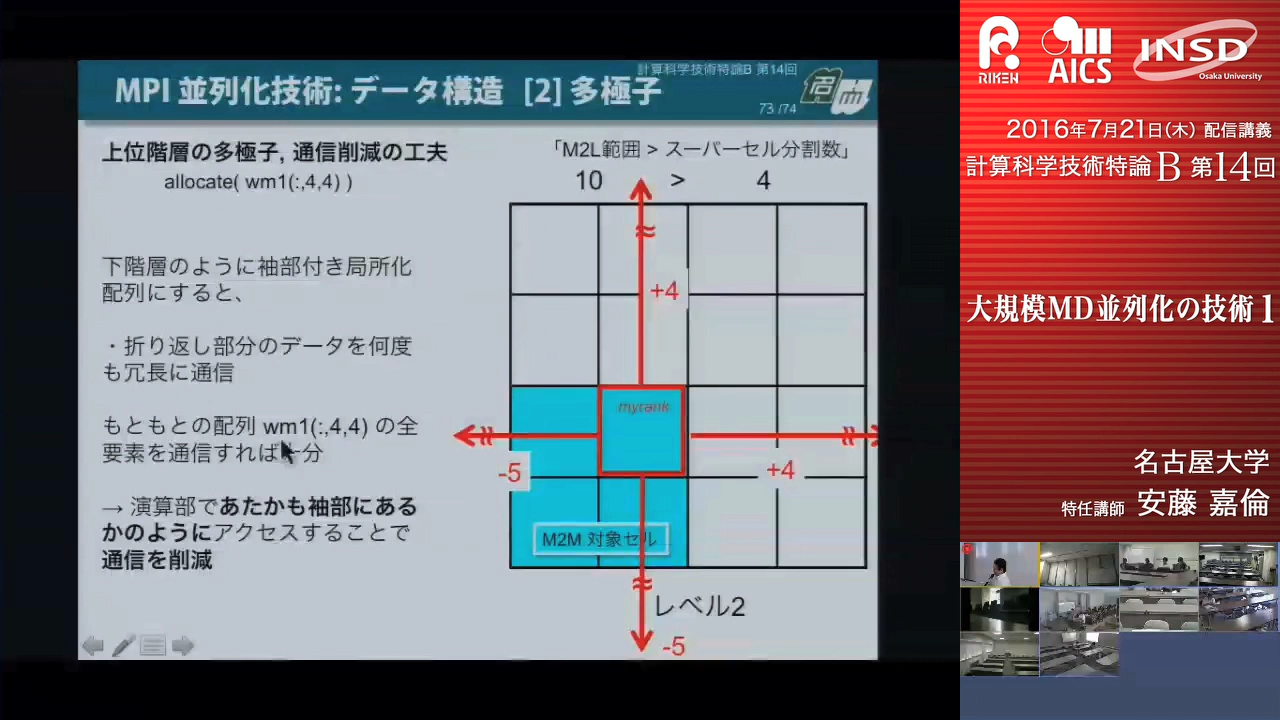 計算科学技術特論B 第14回
MPI 並列化技術: データ構造 [2] 多極子
73 /74
上位階層の多極子, 通信削減の工夫
allocate( wm1(:,4,4) )
下階層のように袖部付き局所化
配列にすると、
・折り返し部分のデータを何度
も冗長に通信
もともとの配列 wm1(:,4,4) の全
要素を通信すれば十分
→ 演算部であたかも袖部にある
かのようにアクセスすることで
通信を削減
「M2L範囲 > スーパーセル分割数」
10 > 4
+4
myrank
-5
+4
M2M 対象セル
レベル2
-5
RIKEN
AICS
INSD
Osaka University
2016年7月21日(木) 配信講義
計算科学技術特論 B 第14回
大規模MD並列化の技術1
名古屋大学
特任講師 安藤 嘉倫